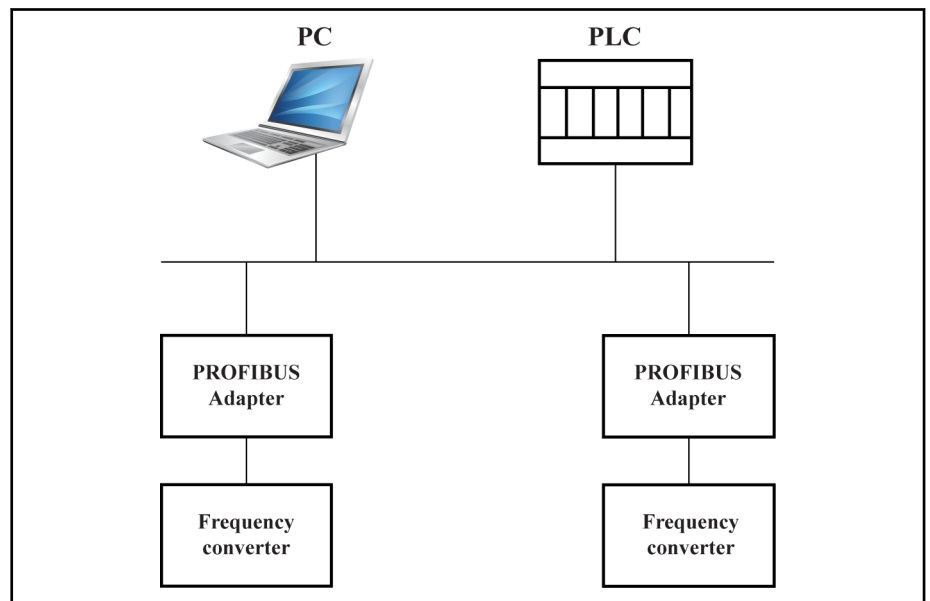 PC
PLC
PROFIBUS
Adapter
PROFIBUS
Adapter
Frequency
converter
Frequency
converter